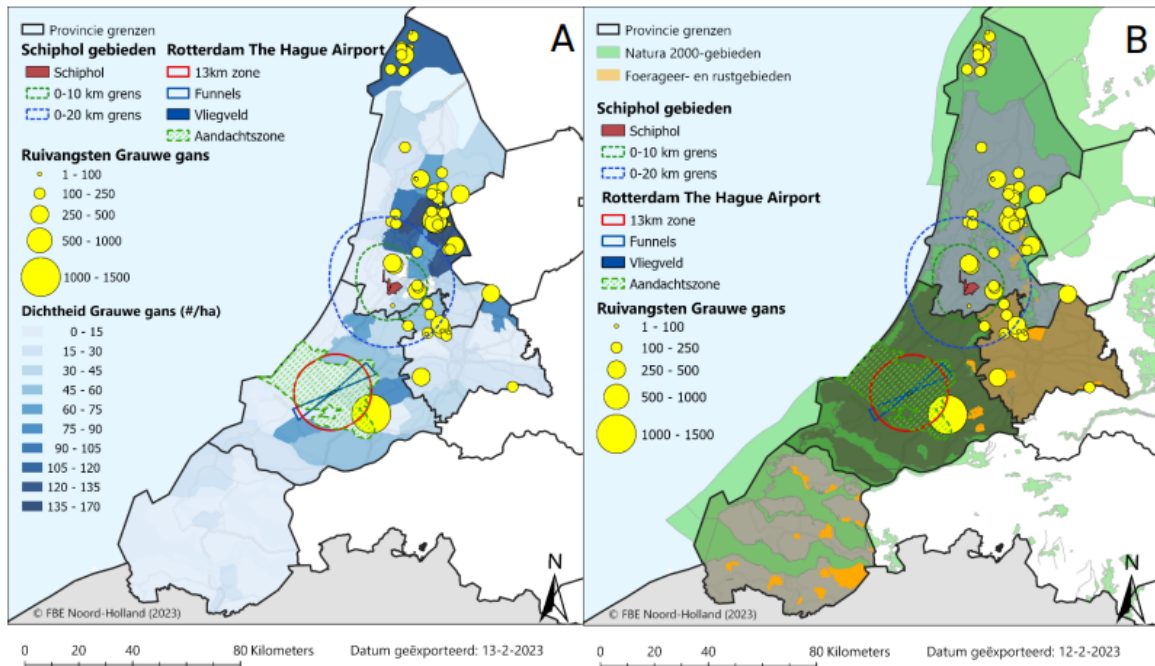 A
Provincie grenzen
Schiphol gebieden
Schiphol
0-10 km grens
0-20 km grens
Rotterdam The Hague Airport
13km zone
Funnels
Vliegveld
Aandachtszone
Ruivangsten Grauwe gans
1 - 100
100 - 250
250 - 500
500 - 1000
1000 - 1500
Dichtheid Grauwe gans (#/ha)
0 - 15
15 - 30
30 - 45
45 - 60
60 - 75
75 - 90
90 - 105
105 - 120
120 - 135
135 - 170
N
© FBE Noord-Holland (2023)
0 20 40 80 Kilometers
Datum geëxporteerd: 13-2-2023
B
Provincie grenzen
Natura 2000-gebieden
Foerageer- en rustgebieden
Schiphol gebieden
Schiphol
0-10 km grens
0-20 km grens
Rotterdam The Hague Airport
13km zone
Funnels
Vliegveld
Aandachtszone
Ruivangsten Grauwe gans
1 - 100
100 - 250
250 - 500
500 - 1000
1000 - 1500
N
© FBE Noord-Holland (2023)
0 20 40 80 Kilometers
Datum geëxporteerd: 12-2-2023